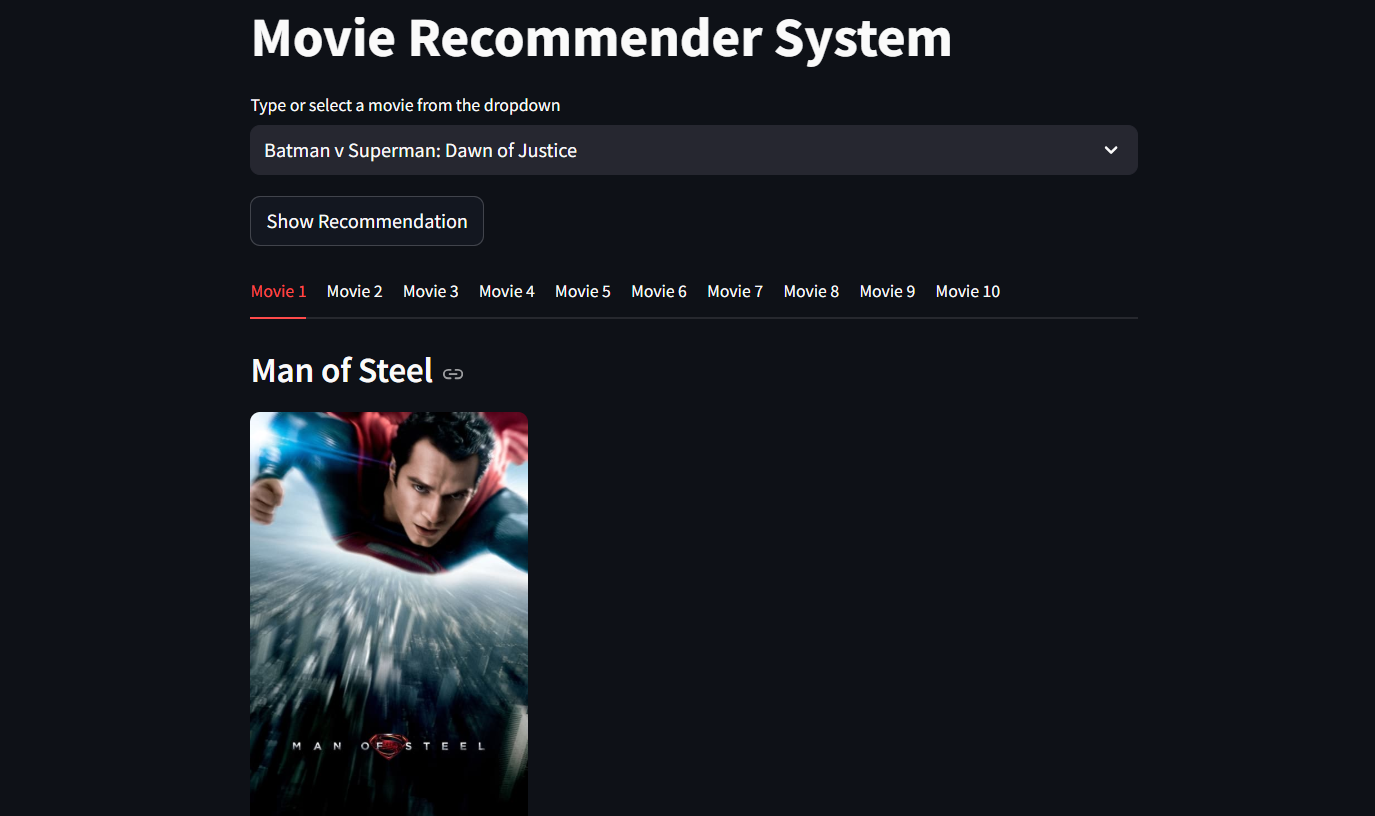 Movie Recommender System
Type or select a movie from the dropdown
Batman v Superman: Dawn of Justice
Show Recommendation
Movie 1 Movie 2 Movie 3 Movie 4 Movie 5 Movie 6 Movie 7 Movie 8 Movie 9 Movie 10
Man of Steel
MAN OF STEEL